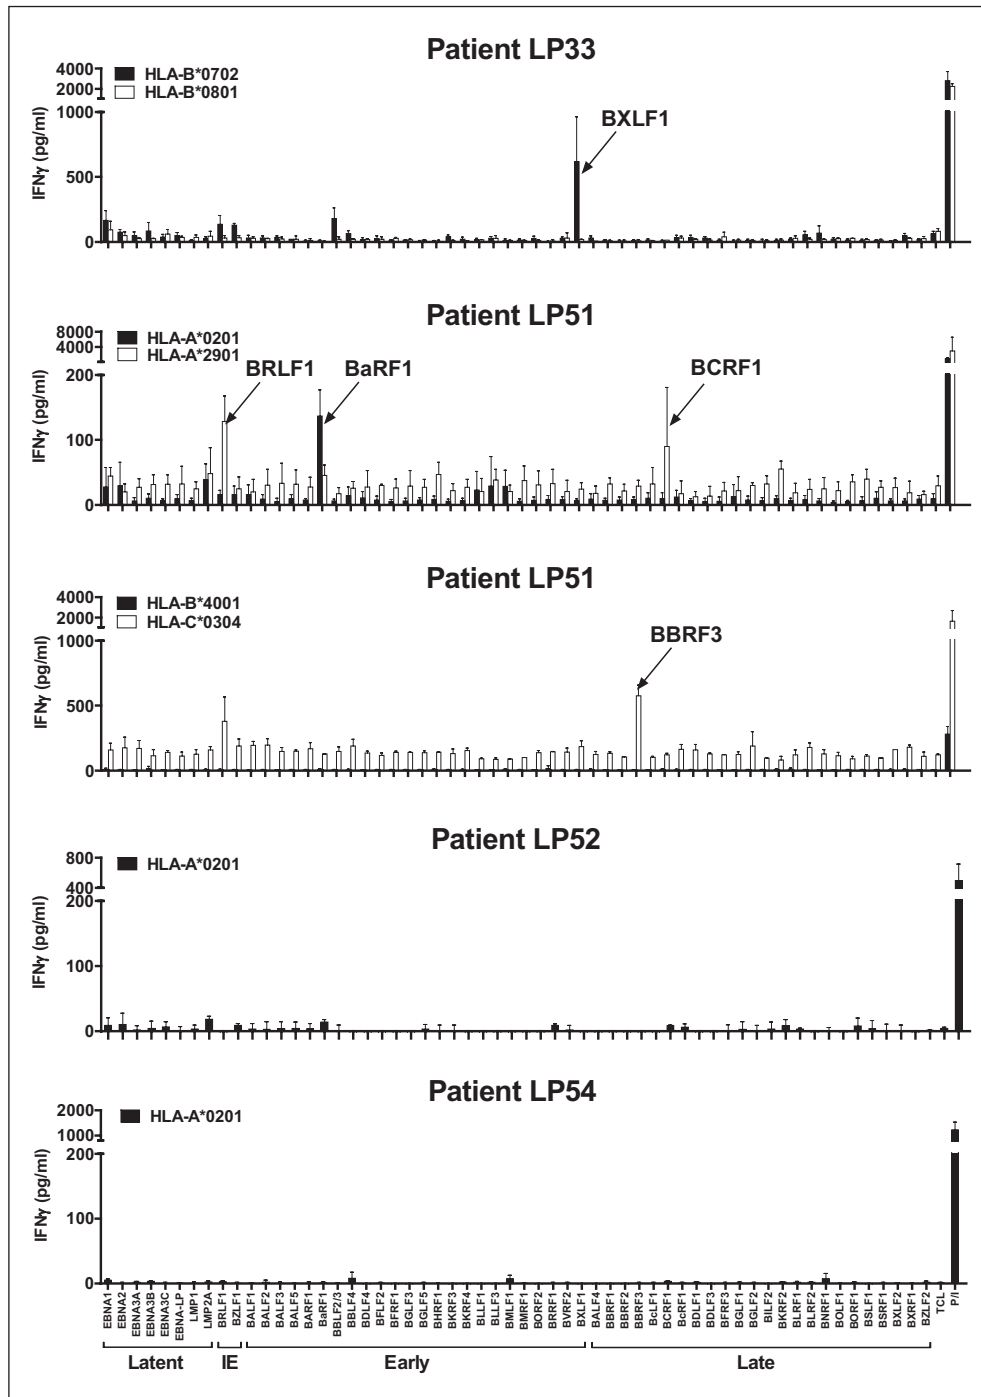 Patient LP33
4000
2000
HLA-B*0702
HLA-B*0801
1000
500
0
IFNγ (pg/ml)
BXLF1
Patient LP51
8000
4000
HLA-A*0201
HLA-A*2901
200
100
0
IFNγ (pg/ml)
BRLF1
BaRF1
BCRF1
Patient LP51
4000
2000
HLA-B*4001
HLA-C*0304
1000
500
0
IFNγ (pg/ml)
BBRF3
Patient LP52
800
400
HLA-A*0201
200
100
0
IFNγ (pg/ml)
Patient LP54
2000
1000
HLA-A*0201
200
100
0
IFNγ (pg/ml)
EBNA1
EBNA2
EBNA3A
EBNA3B
EBNA3C
EBNA-LP
LMP1
LMP2A
BRLF1
BZLF1
BALF1
BALF2
BALF3
BALF5
BARF1
BaRF1
BBLF2/3
BBLF4
BDLF4
BFLF2
BFRF1
BGLF3
BGLF5
BHRF1
BKRF3
BKRF4
BLLF1
BLLF3
BMLF1
BMRF1
BORF2
BRRF1
BVRF2
BXLF1
BALF4
BBRF1
BBRF2
BBRF3
BcLF1
BCRF1
BcRF1
BDLF1
BDLF3
BFRF3
BGLF1
BGLF2
BILF2
BKRF2
BLRF1
BLRF2
BNRF1
BOLF1
BORF1
BSLF1
BSRF1
BXLF2
BXRF1
BZLF2
TCL
P/I
Latent
IE
Early
Late